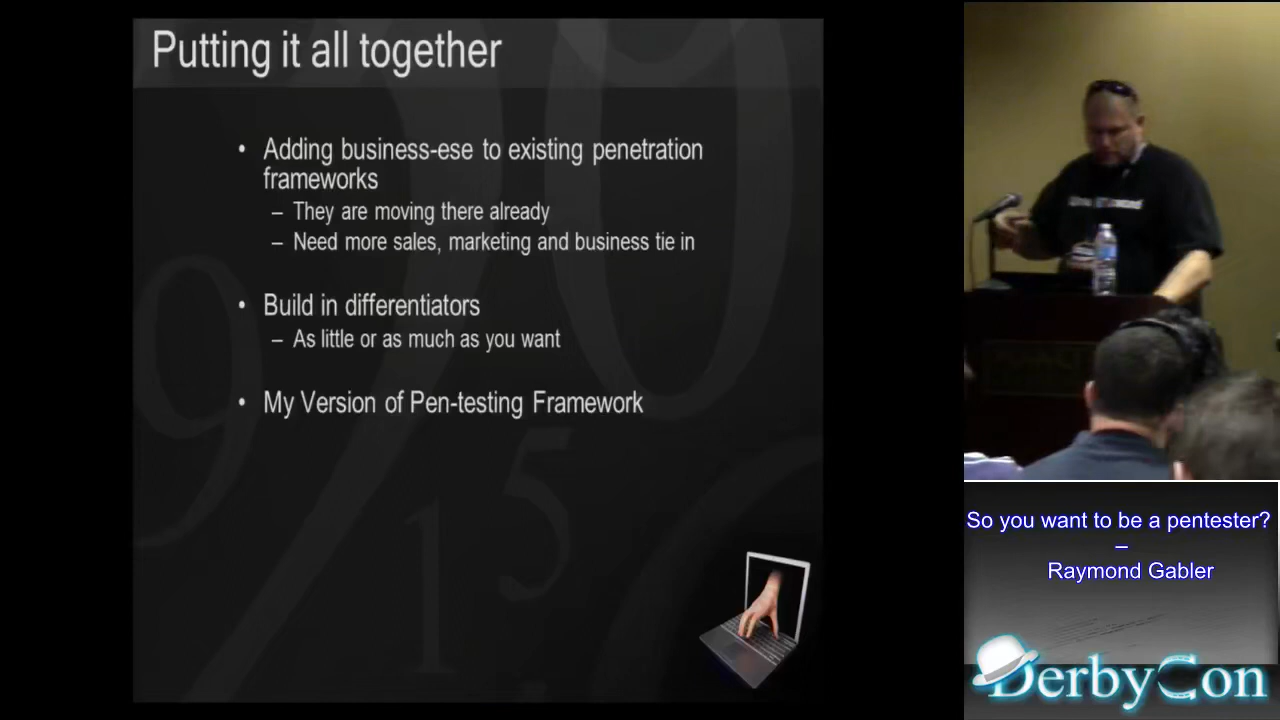 Putting it all together
• Adding business-ese to existing penetration
frameworks
– They are moving there already
– Need more sales, marketing and business tie in
• Build in differentiators
– As little or as much as you want
• My Version of Pen-testing Framework
So you want to be a pentester?
–
Raymond Gabler
DerbyCon